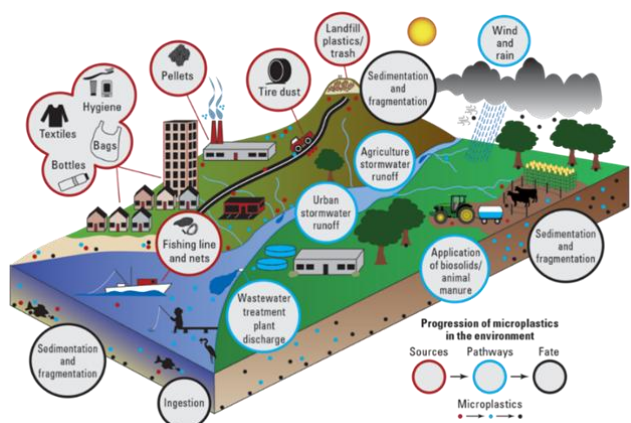 Landfill
plastics/
trash
Wind
and
rain
Pellets
Tire dust
Sedimentation
and
fragmentation
Hygiene
Textiles
Bags
Bottles
Agriculture
stormwater
runoff
Urban
stormwater
runoff
Fishing line
and nets
Sedimentation
and
fragmentation
Application
of biosolids/
animal
manure
Wastewater
treatment
plant
discharge
Sedimentation
and
fragmentation
Ingestion
Progression of microplastics
in the environment
Sources
Pathways
Fate
Microplastics